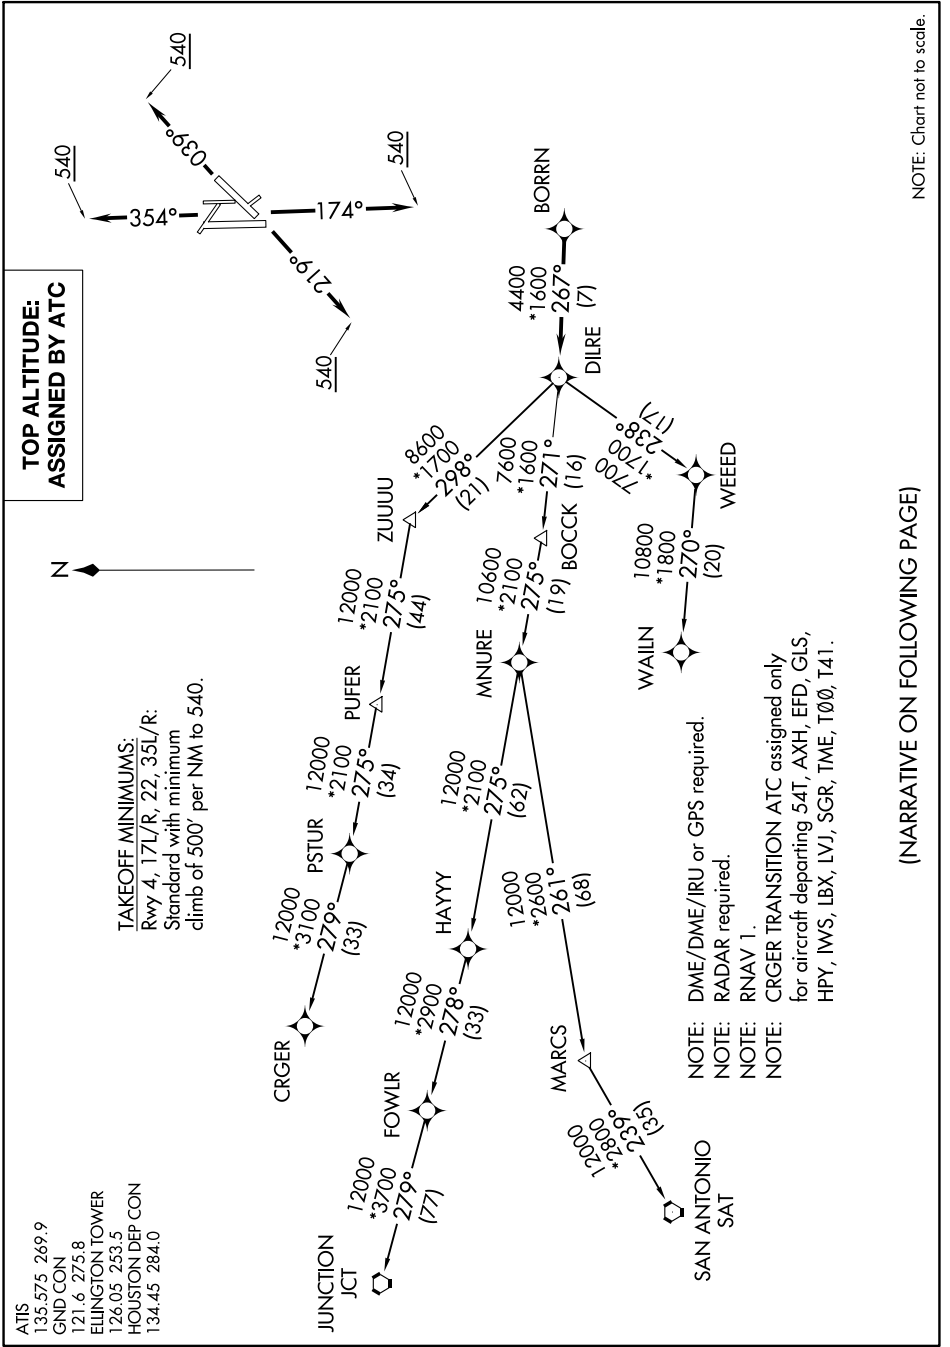 ATIS
135.575 269.9
GND CON
121.6 275.8
ELLINGTON TOWER
126.05 253.5
HOUSTON DEP CON
134.45 284.0
TAKEOFF MINIMUMS:
Rwy 4, 17L/R, 22, 35L/R:
Standard with minimum
climb of 500' per NM to 540.
N
TOP ALTITUDE:
ASSIGNED BY ATC
540
354°
540
039°
540
174°
540
219°
BORRN
4400
*1600
267°
(7)
DILRE
8600
*1700
298°
(21)
ZUUUU
12000
*2100
275°
(44)
PUFER
12000
*2100
275°
(34)
PSTUR
12000
*3100
279°
(33)
CRGER
7600
*1600
271°
(16)
BOCCK
10600
*2100
275°
(19)
MNURE
12000
*2100
275°
(62)
HAYYY
12000
*2900
278°
(33)
FOWLR
12000
*3700
279°
(77)
JUNCTION
JCT
12000
*2600
261°
(68)
MARCS
12000
*2800
239°
(35)
SAN ANTONIO
SAT
7700
*1700
238°
(17)
WEEED
10800
*1800
270°
(20)
WAILN
NOTE: DME/DME/IRU or GPS required.
NOTE: RADAR required.
NOTE: RNAV 1.
NOTE: CRGER TRANSITION ATC assigned only
for aircraft departing 54T, AXH, EFD, GLS,
HPY, IWS, LBX, LVJ, SGR, TME, TØØ, T41.
(NARRATIVE ON FOLLOWING PAGE)
NOTE: Chart not to scale.